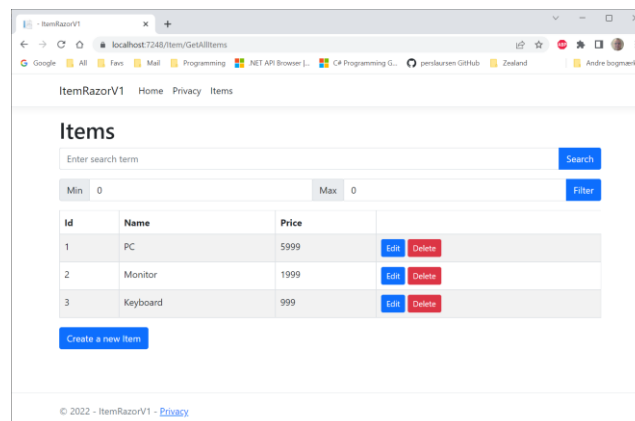 - ItemRazorV1
localhost:7248/Item/GetAllItems
Google All Favs Mail Programming .NET API Browser |... C# Programming G... perslaursen GitHub Zealand Andre bogmærk
ItemRazorV1 Home Privacy Items
Items
Enter search term Search
Min 0 Max 0 Filter
Id Name Price
1 PC 5999 Edit Delete
2 Monitor 1999 Edit Delete
3 Keyboard 999 Edit Delete
Create a new Item
© 2022 - ItemRazorV1 - Privacy